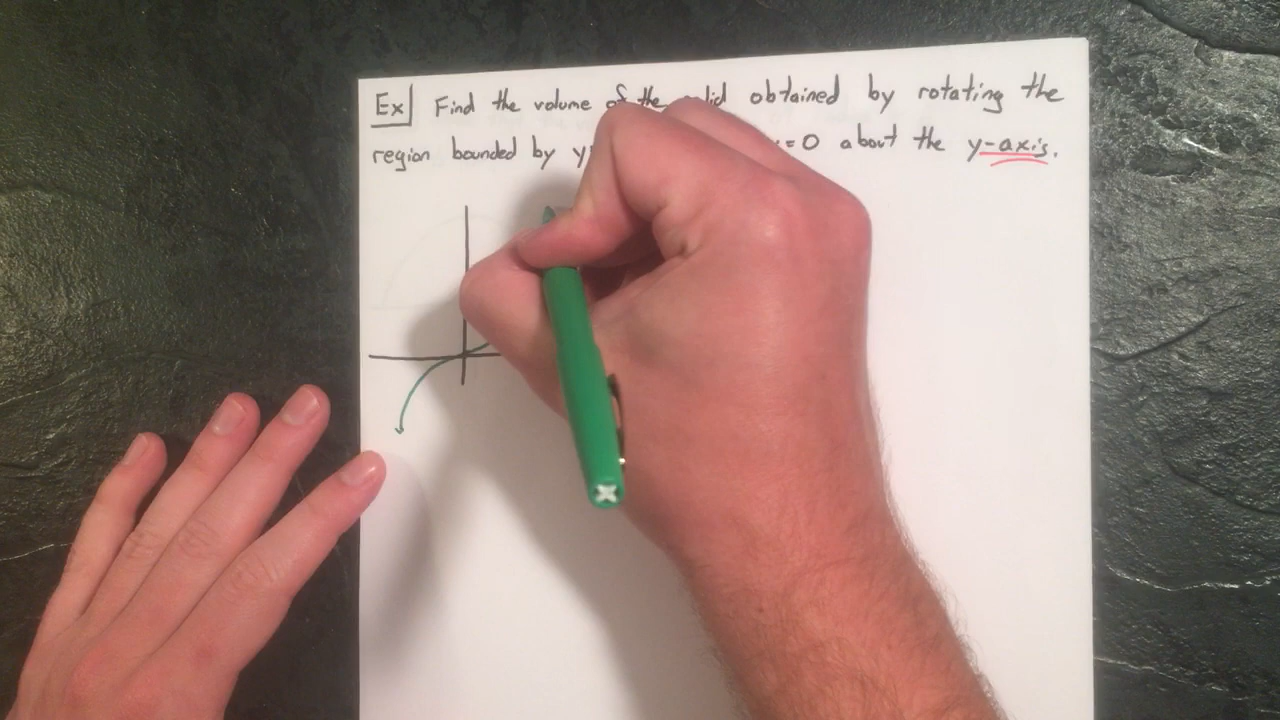 Ex Find the volume of the solid obtained by rotating the
region bounded by y =0 about the y-axis.